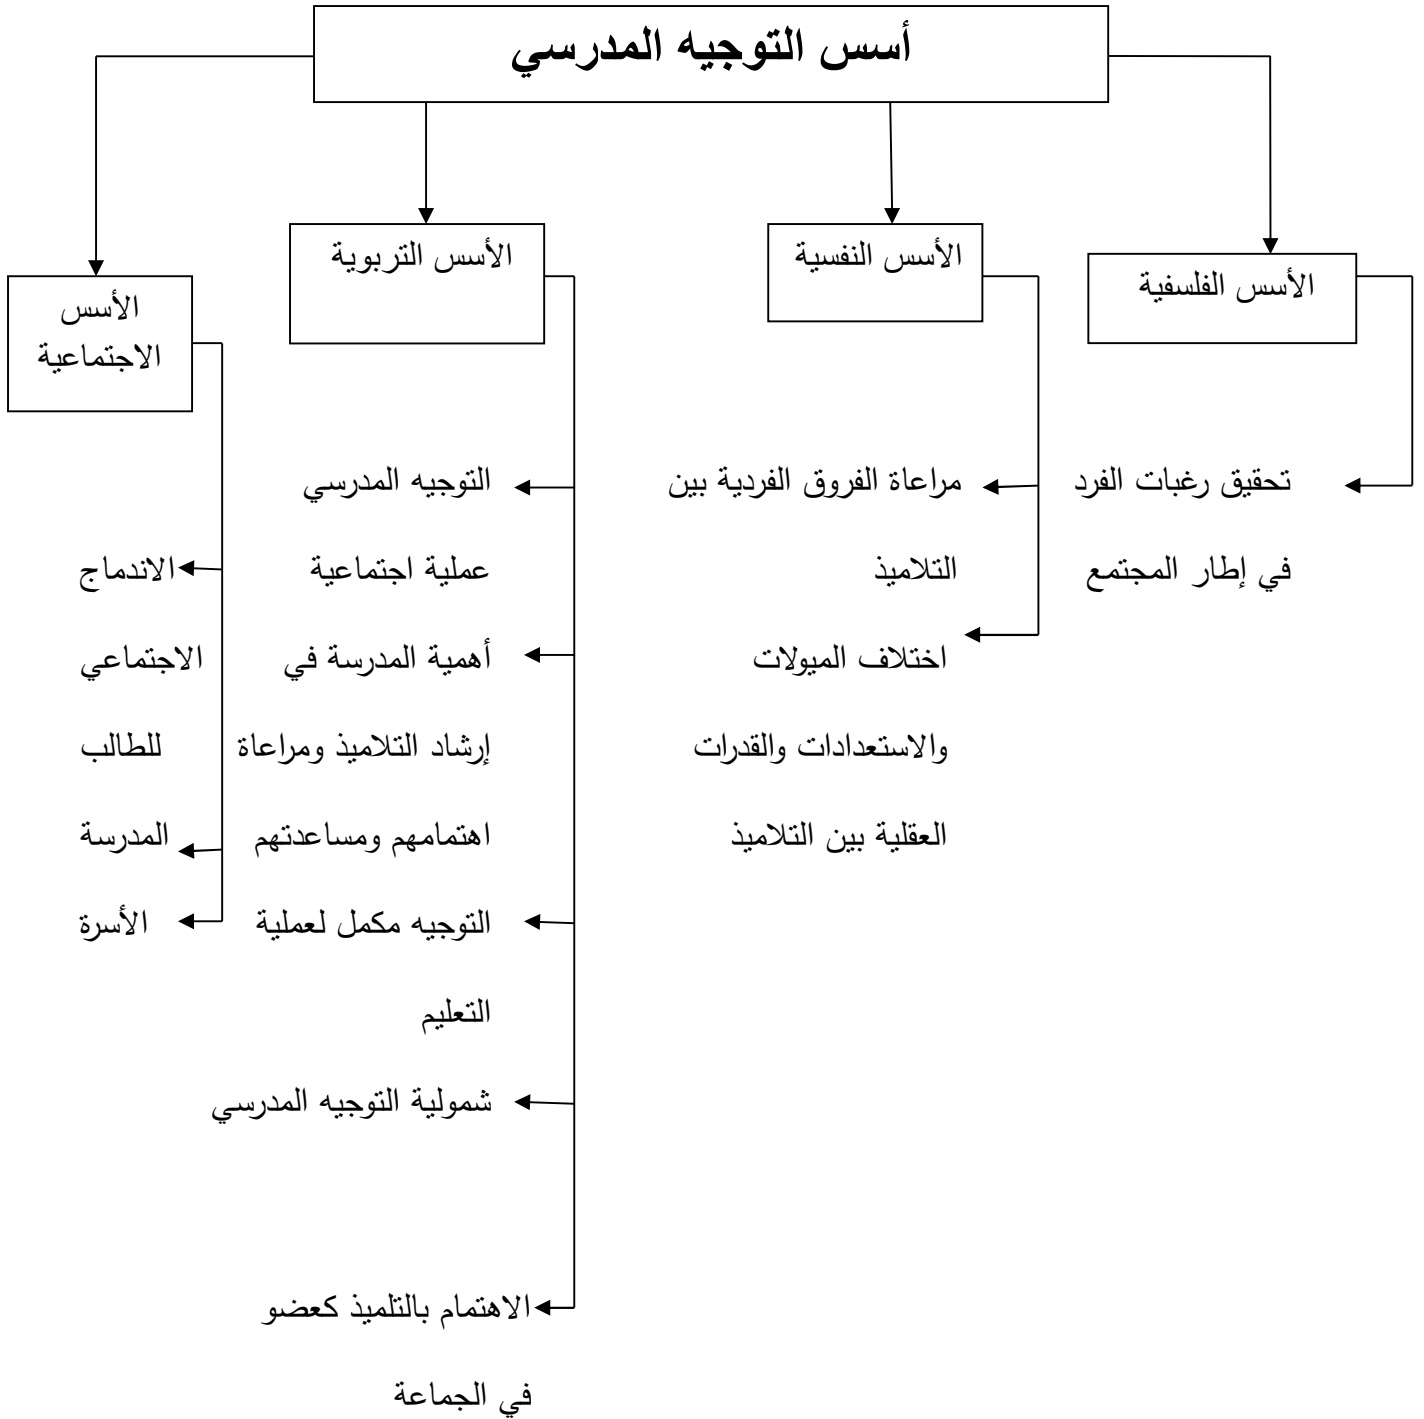 أسس التوجيه المدرسي
الأسس الفلسفية
تحقيق رغبات الفرد
في إطار المجتمع
الأسس النفسية
مراعاة الفروق الفردية بين
التلاميذ
اختلاف الميولات
والاستعدادات والقدرات
العقلية بين التلاميذ
الأسس التربوية
التوجيه المدرسي
عملية اجتماعية
أهمية المدرسة في
إرشاد التلاميذ ومراعاة
اهتمامهم ومساعدتهم
التوجيه مكمل لعملية
التعليم
شمولية التوجيه المدرسي
الاهتمام بالتلميذ كعضو
في الجماعة
الأسس
الاجتماعية
الاندماج
الاجتماعي
للطالب
المدرسة
الأسرة